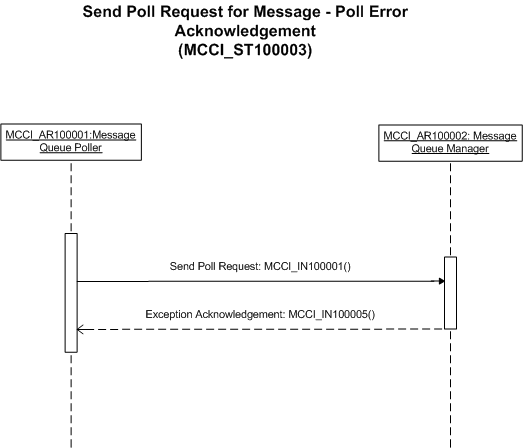 Send Poll Request for Message - Poll Error
Acknowledgement
(MCCI_ST100003)
MCCI_AR100001:Message
Queue Poller
MCCI_AR100002: Message
Queue Manager
Send Poll Request: MCCI_IN100001()
Exception Acknowledgement: MCCI_IN100005()